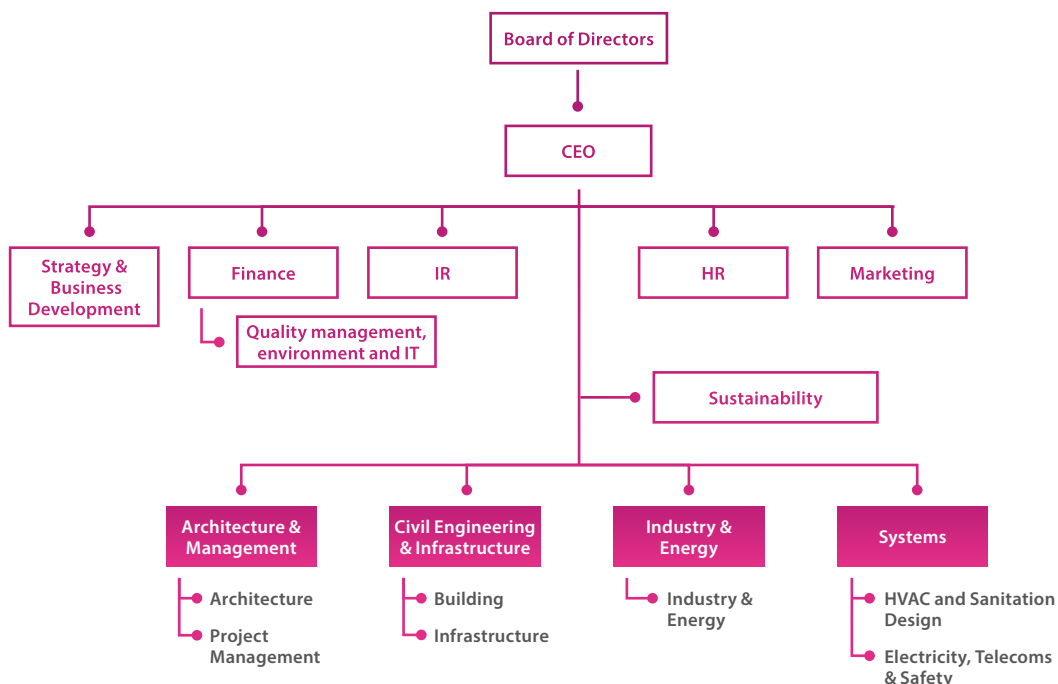 Board of Directors
CEO
Strategy &
Business
Development
Finance
IR
HR
Marketing
Quality management,
environment and IT
Sustainability
Architecture &
Management
Civil Engineering
& Infrastructure
Industry &
Energy
Systems
Architecture
Project
Management
Building
Infrastructure
Industry &
Energy
HVAC and Sanitation
Design
Electricity, Telecoms
& Safety